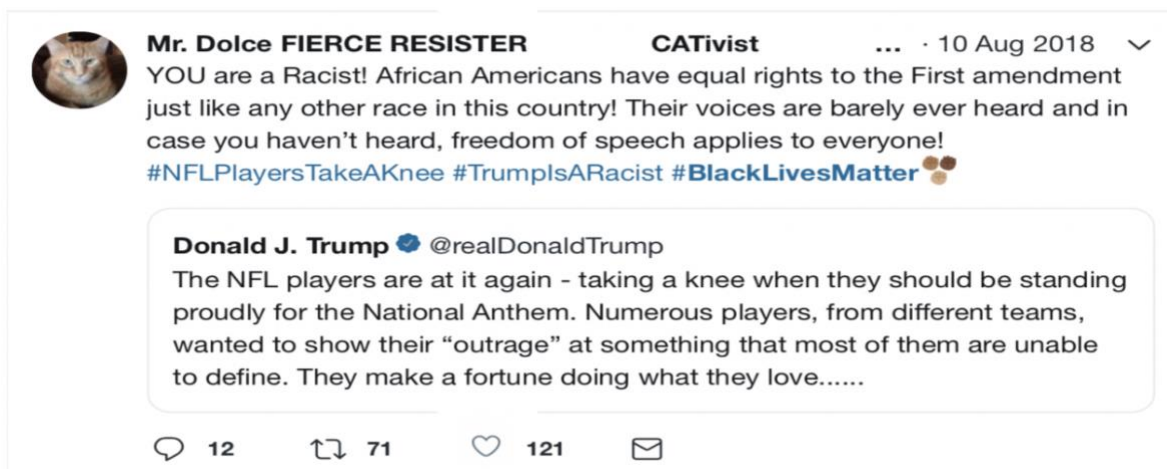 Mr. Dolce FIERCE RESISTER CATivist ... · 10 Aug 2018
YOU are a Racist! African Americans have equal rights to the First amendment
just like any other race in this country! Their voices are barely ever heard and in
case you haven’t heard, freedom of speech applies to everyone!
#NFLPlayersTakeAKnee #TrumpIsARacist #BlackLivesMatter
Donald J. Trump @realDonaldTrump
The NFL players are at it again - taking a knee when they should be standing
proudly for the National Anthem. Numerous players, from different teams,
wanted to show their “outrage” at something that most of them are unable
to define. They make a fortune doing what they love......
12 71 121